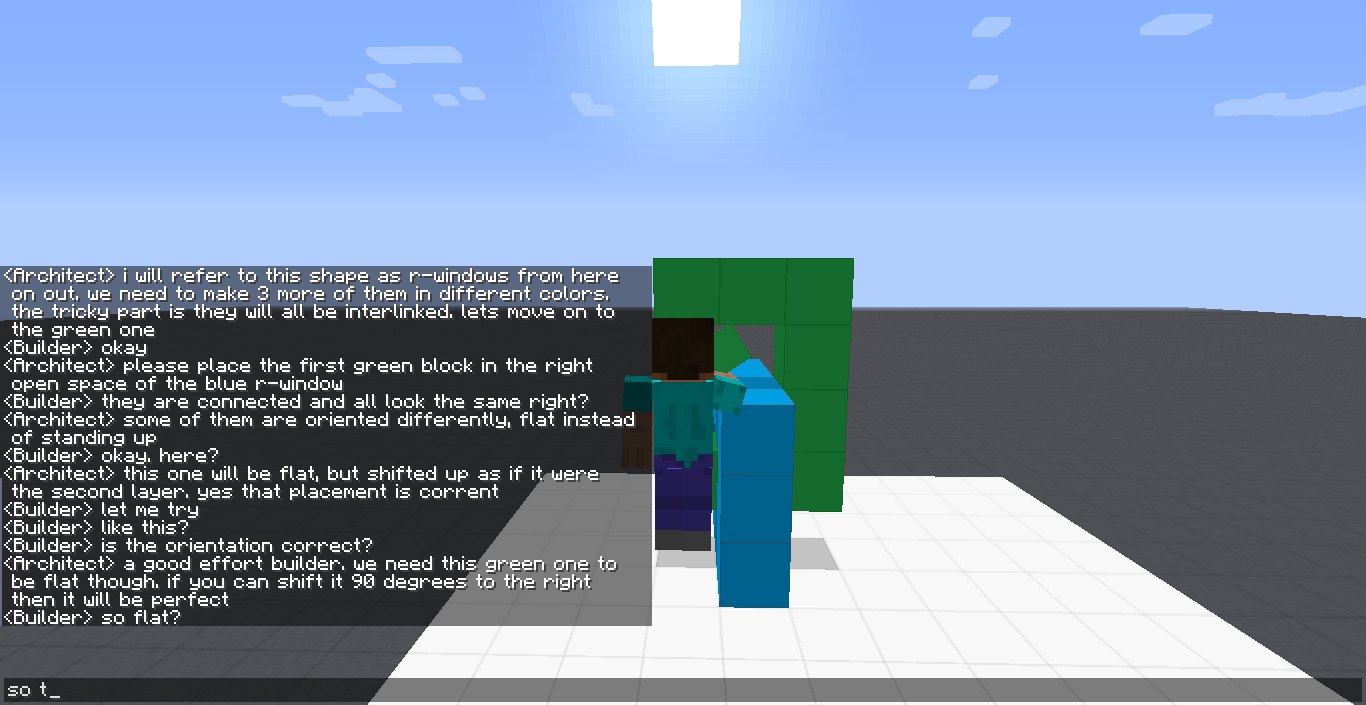 <Architect> i will refer to this shape as r-windows from here
on out. we need to make 3 more of them in different colors.
the tricky part is they will all be interlinked. lets move on to
the green one
<Builder> okay
<Architect> please place the first green block in the right
open space of the blue r-window
<Builder> they are connected and all look the same right?
<Architect> some of them are oriented differently, flat instead
of standing up
<Builder> okay. here?
<Architect> this one will be flat, but shifted up as if it were
the second layer. yes that placement is corrent
<Builder> let me try
<Builder> like this?
<Builder> is the orientation correct?
<Architect> a good effort builder. we need this green one to
be flat though. if you can shift it 90 degrees to the right
then it will be perfect
<Builder> so flat?
so t_